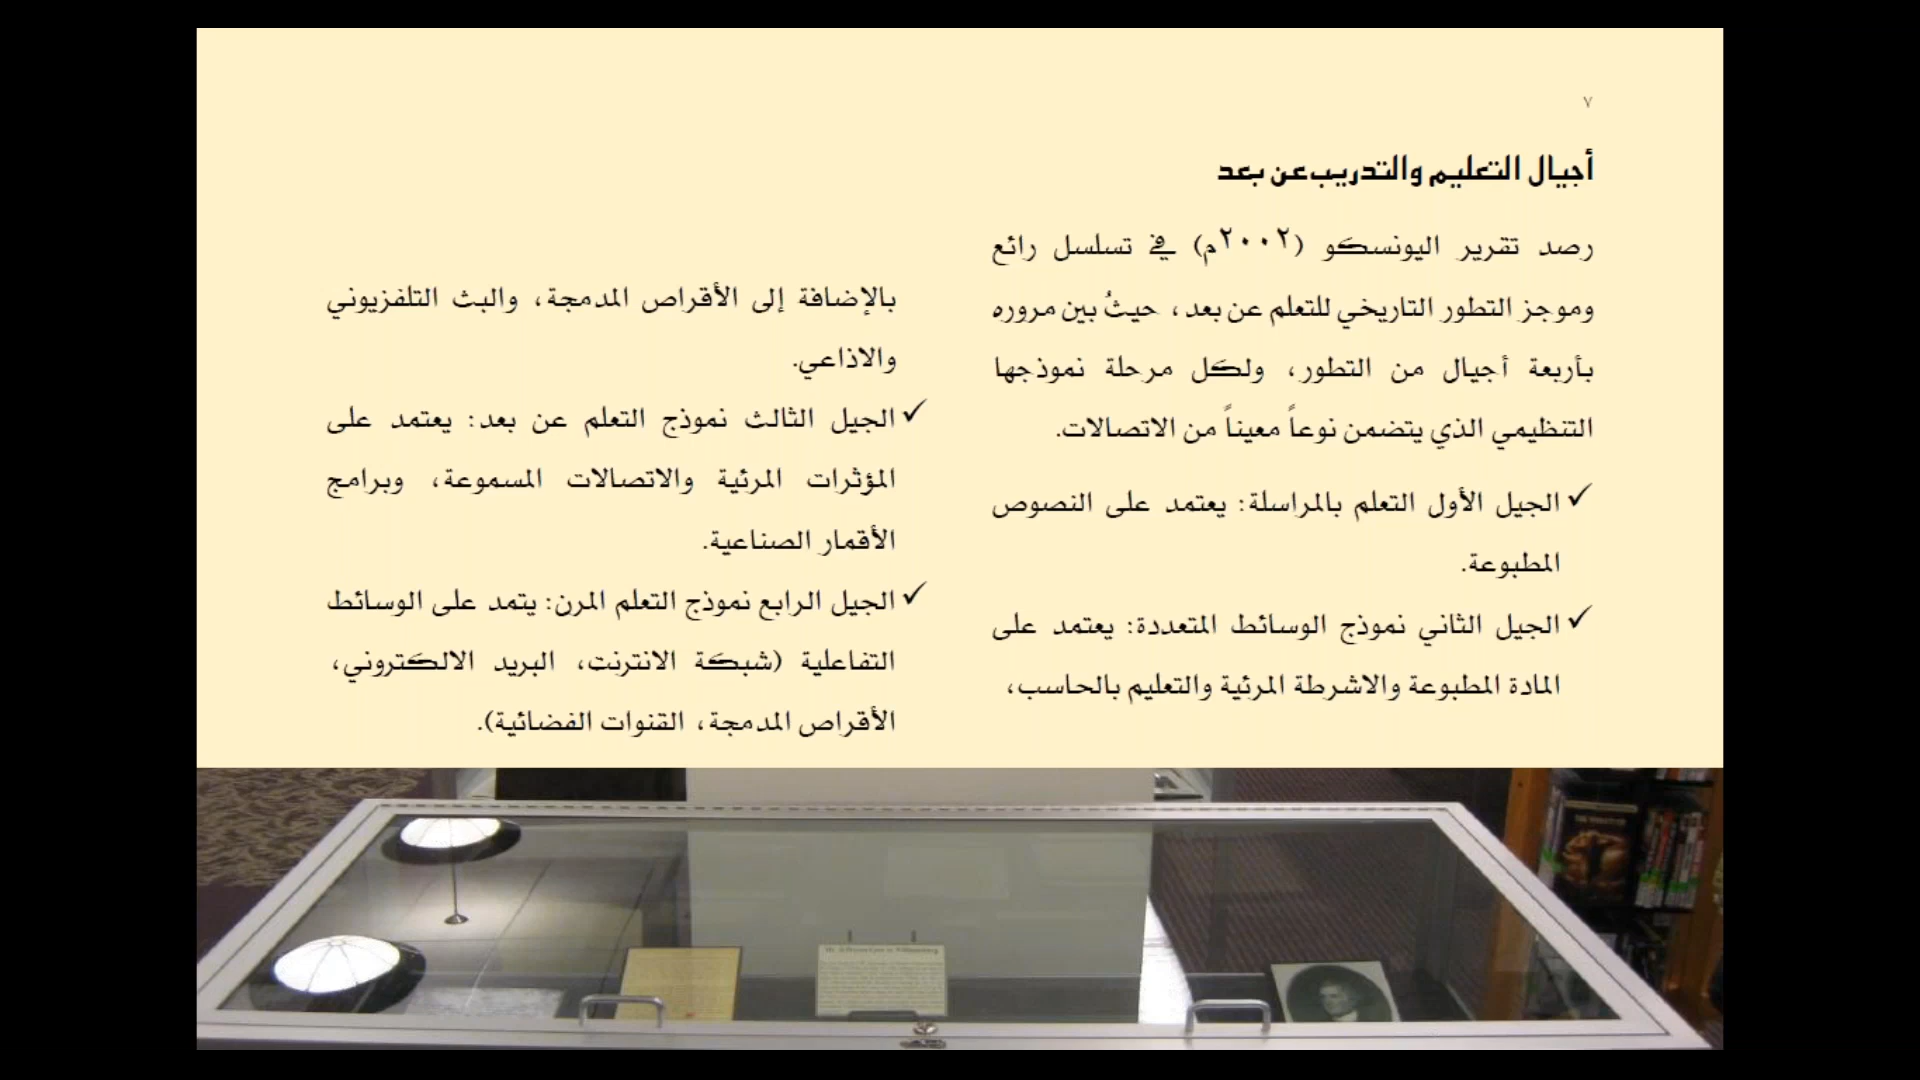 ٧
أجيال التعليم والتدريب عن بعد
رصد تقرير اليونسكو (٢٠٠٢م) في تسلسل رائع
وموجز التطور التاريخي للتعلم عن بعد، حيثُ بين مروره
بأربعة أجيال من التطور، ولكل مرحلة نموذجها
التنظيمي الذي يتضمن نوعاً معيناً من الاتصالات.
✓ الجيل الأول التعلم بالمراسلة: يعتمد على النصوص
المطبوعة.
✓ الجيل الثاني نموذج الوسائط المتعددة: يعتمد على
المادة المطبوعة والاشرطة المرئية والتعليم بالحاسب،
بالإضافة إلى الأقراص المدمجة، والبث التلفزيوني
والاذاعي.
✓ الجيل الثالث نموذج التعلم عن بعد: يعتمد على
المؤثرات المرئية والاتصالات المسموعة، وبرامج
الأقمار الصناعية.
✓ الجيل الرابع نموذج التعلم المرن: يتمد على الوسائط
التفاعلية (شبكة الانترنت، البريد الالكتروني،
الأقراص المدمجة، القنوات الفضائية).